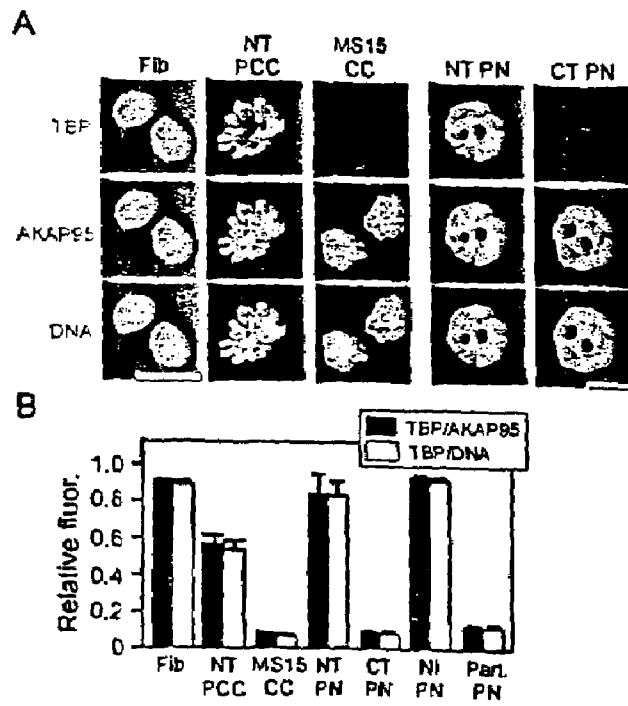 A
Fib
NT PCC
MS15 CC
NT PN
CT PN
TBP
AKAP95
DNA
B
TBP/AKAP95
TBP/DNA
Relative fluor.
1.0
0.8
0.6
0.4
0.2
0
Fib
NT PCC
MS15 CC
NT PN
CT PN
NI PN
Part. PN